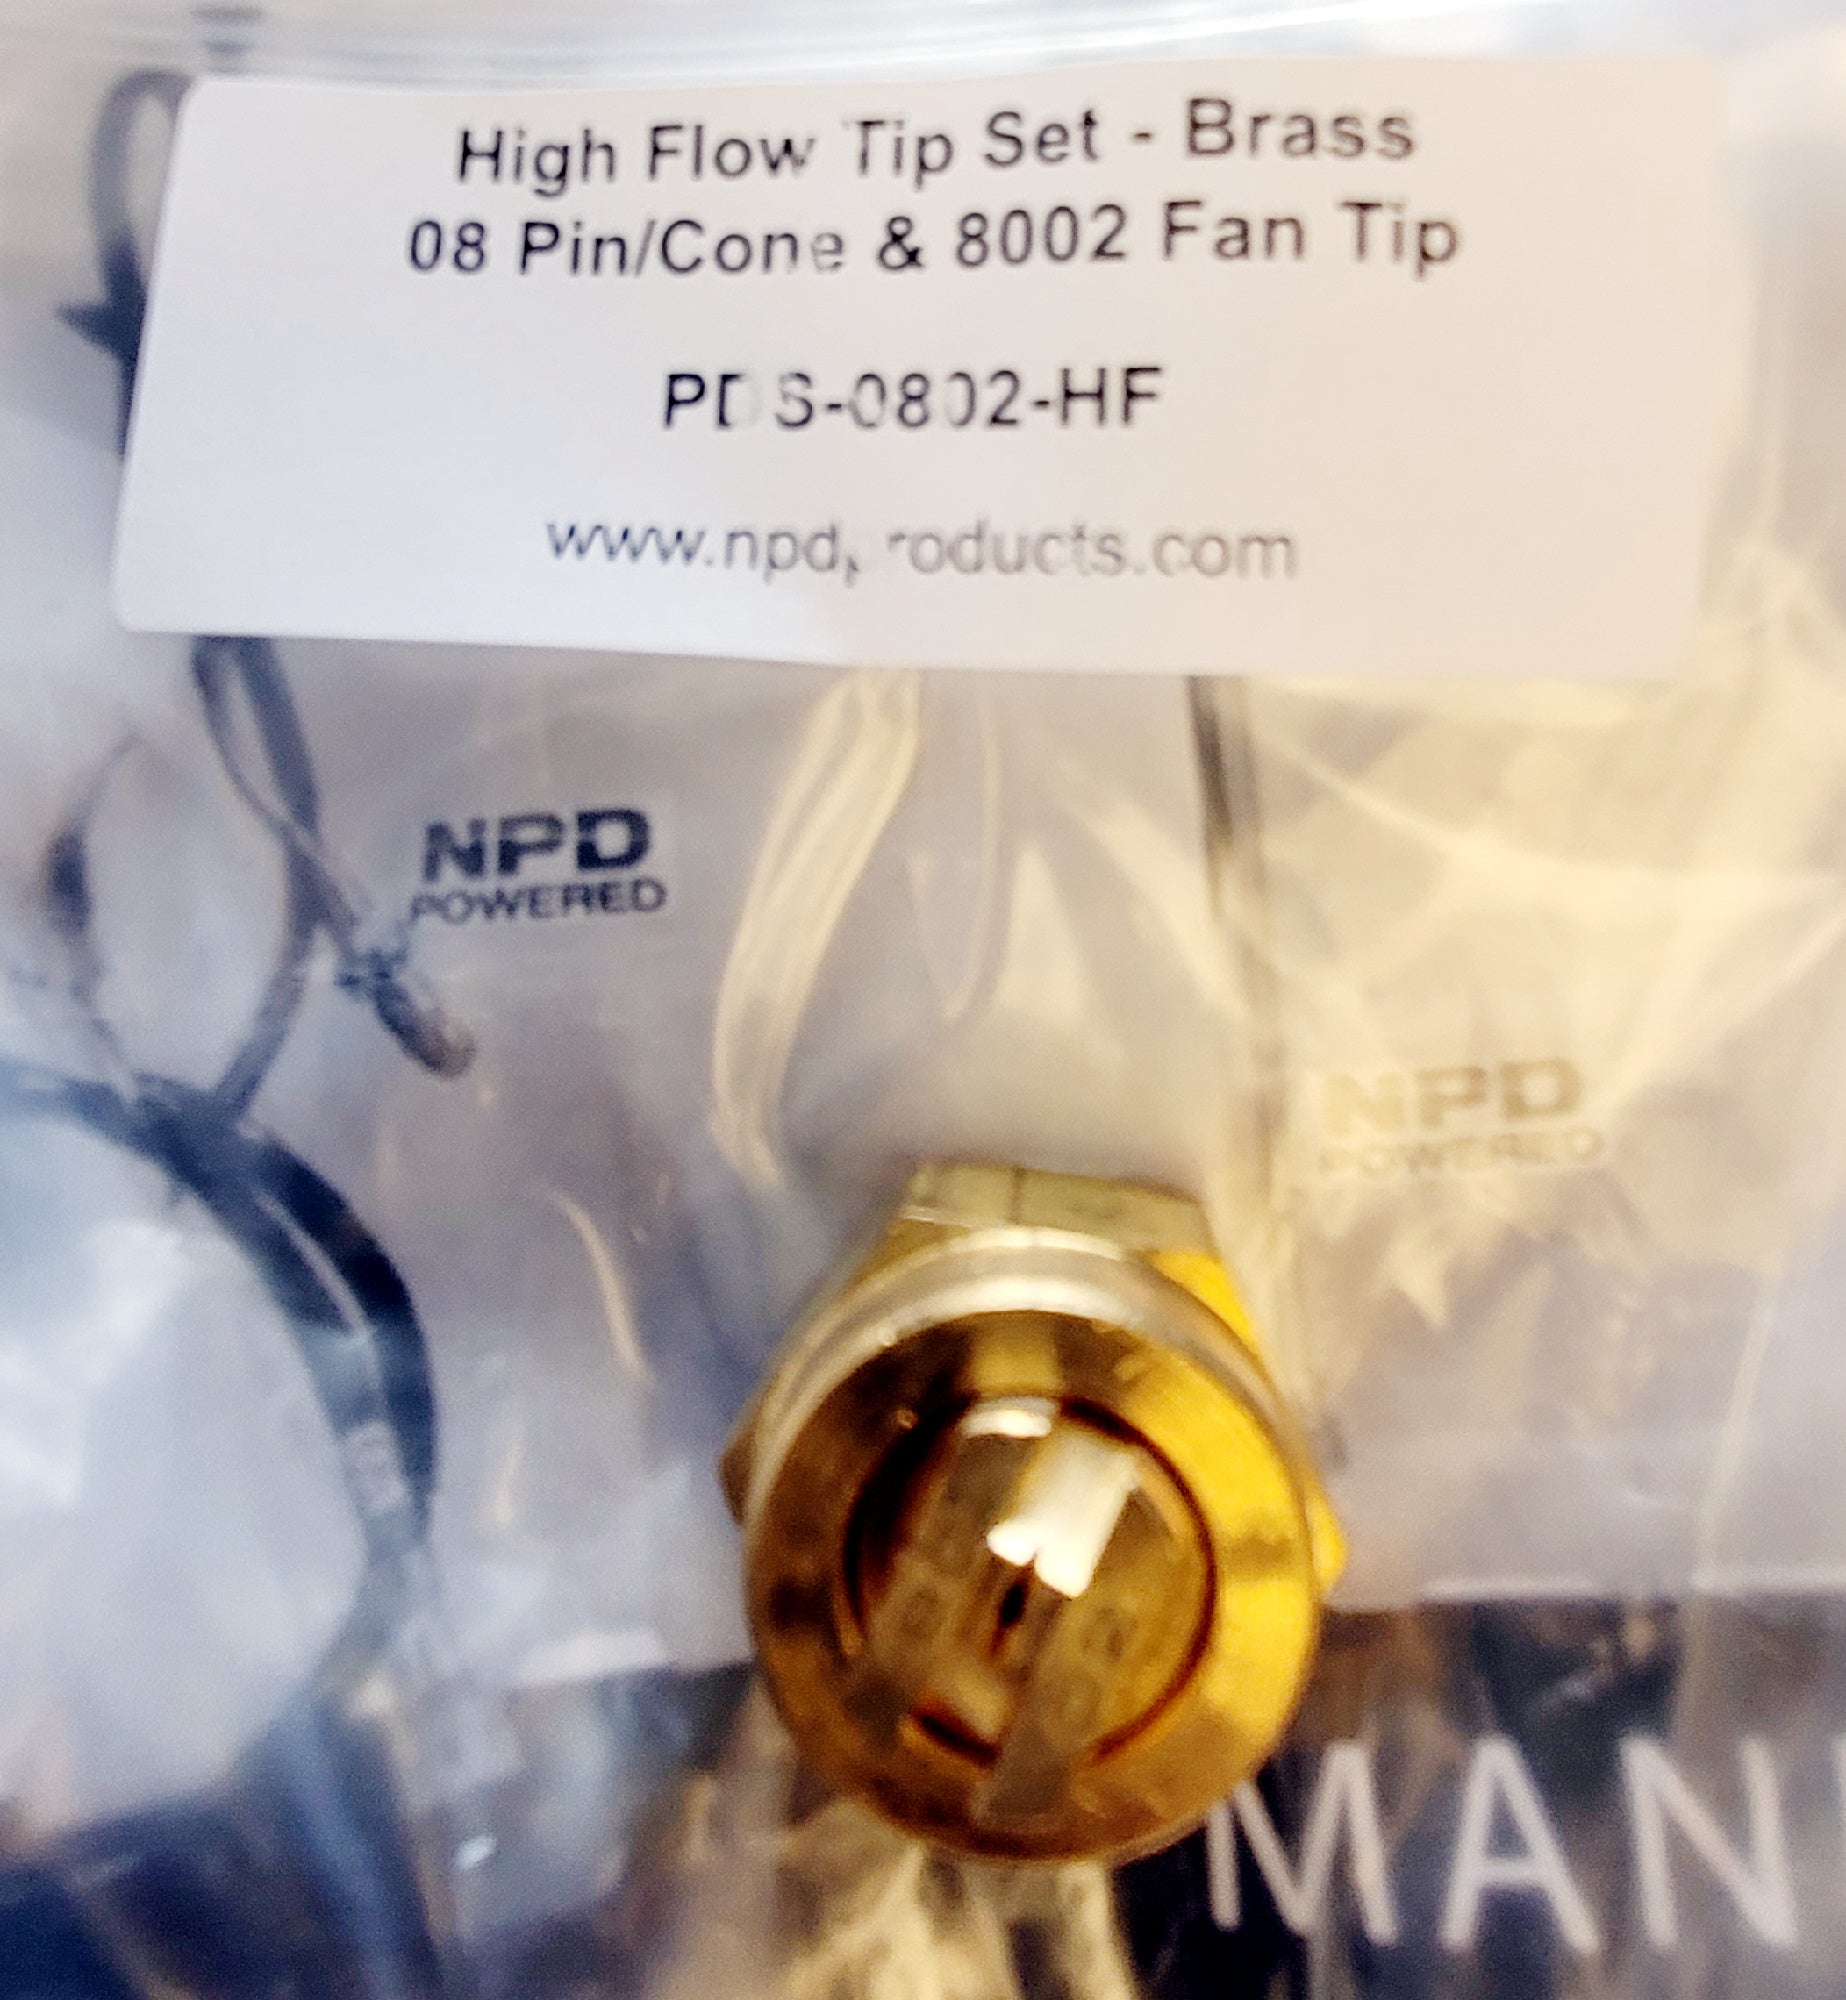 High Flow Tip Set - Brass
08 Pin/Cone & 8002 Fan Tip
PDS-0802-HF
www.npdproducts.com
NPD
POWERED
NPD
POWERED
MAN